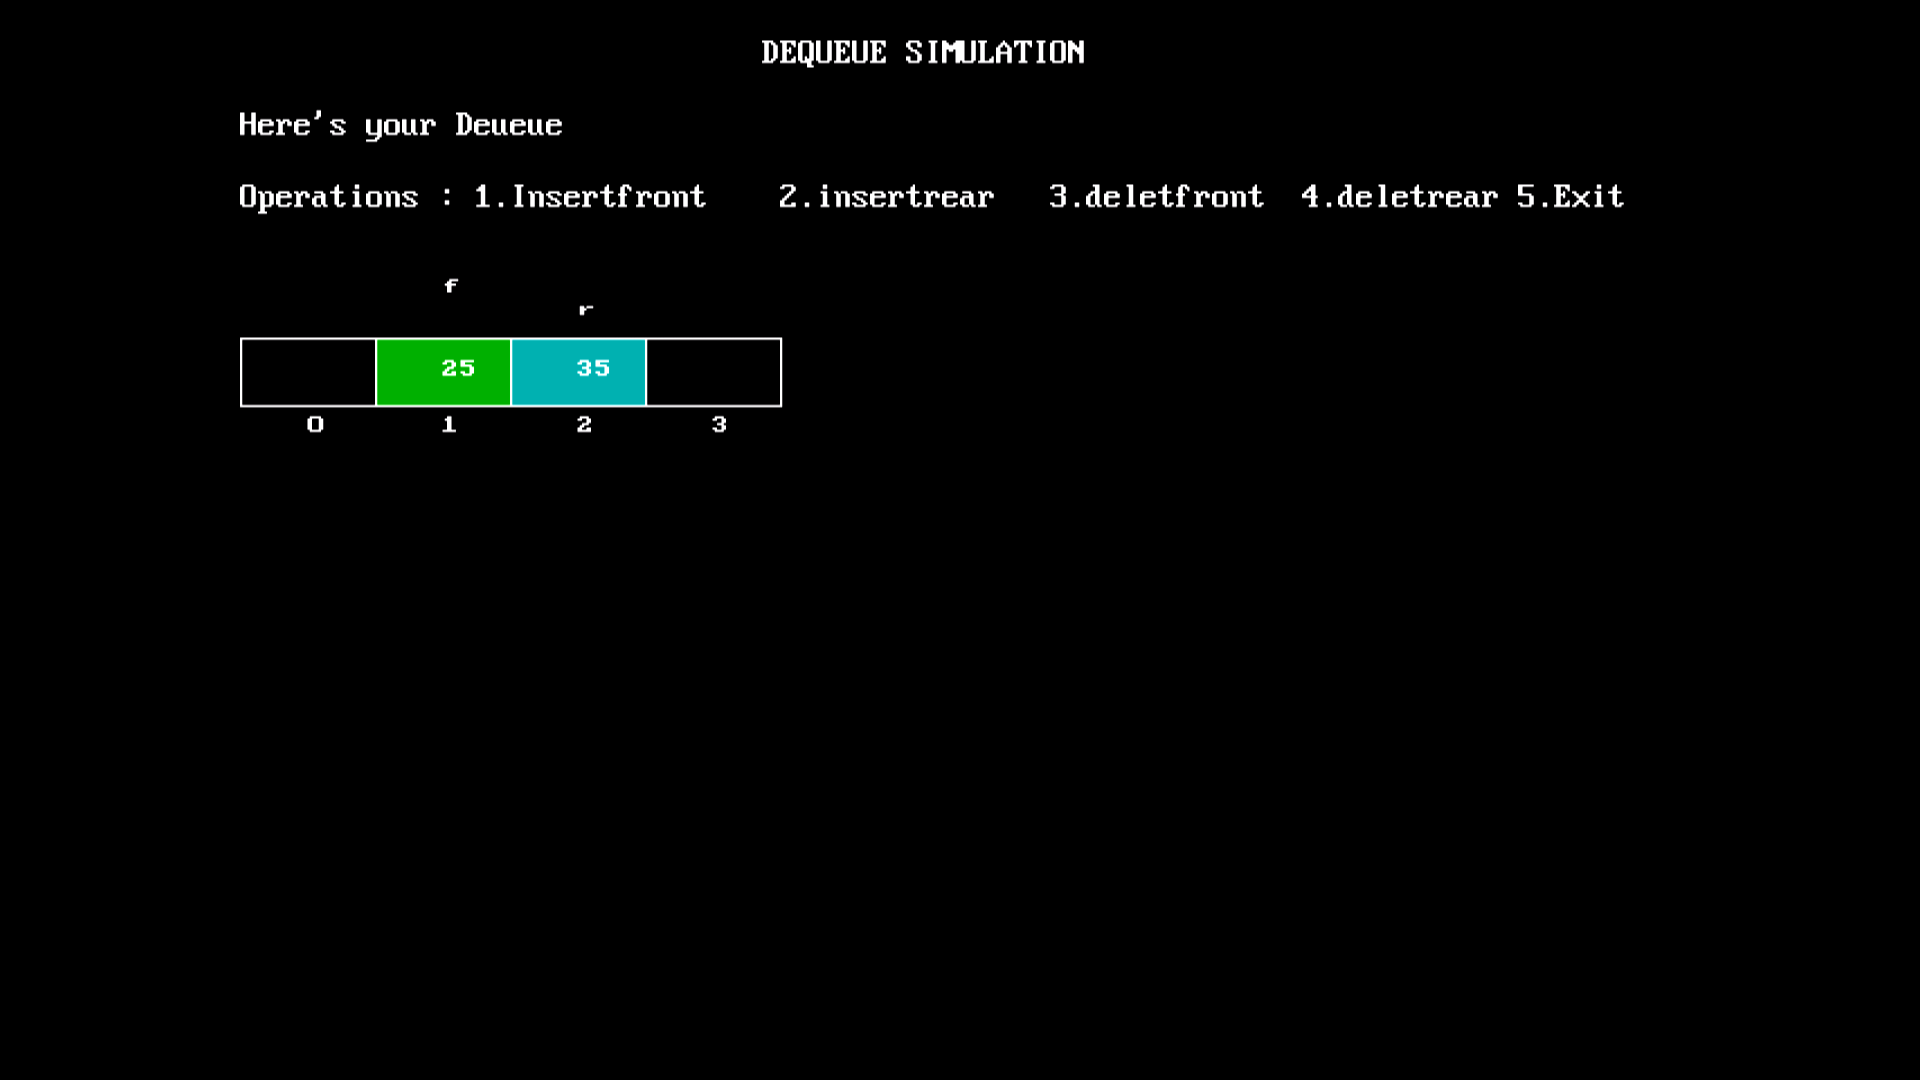 DEQUEUE SIMULATION
Here's your Deueue
Operations : 1.Insertfront 2.insertrear 3.deletfront 4.deletrear 5.Exit
f
r
25 35
0 1 2 3